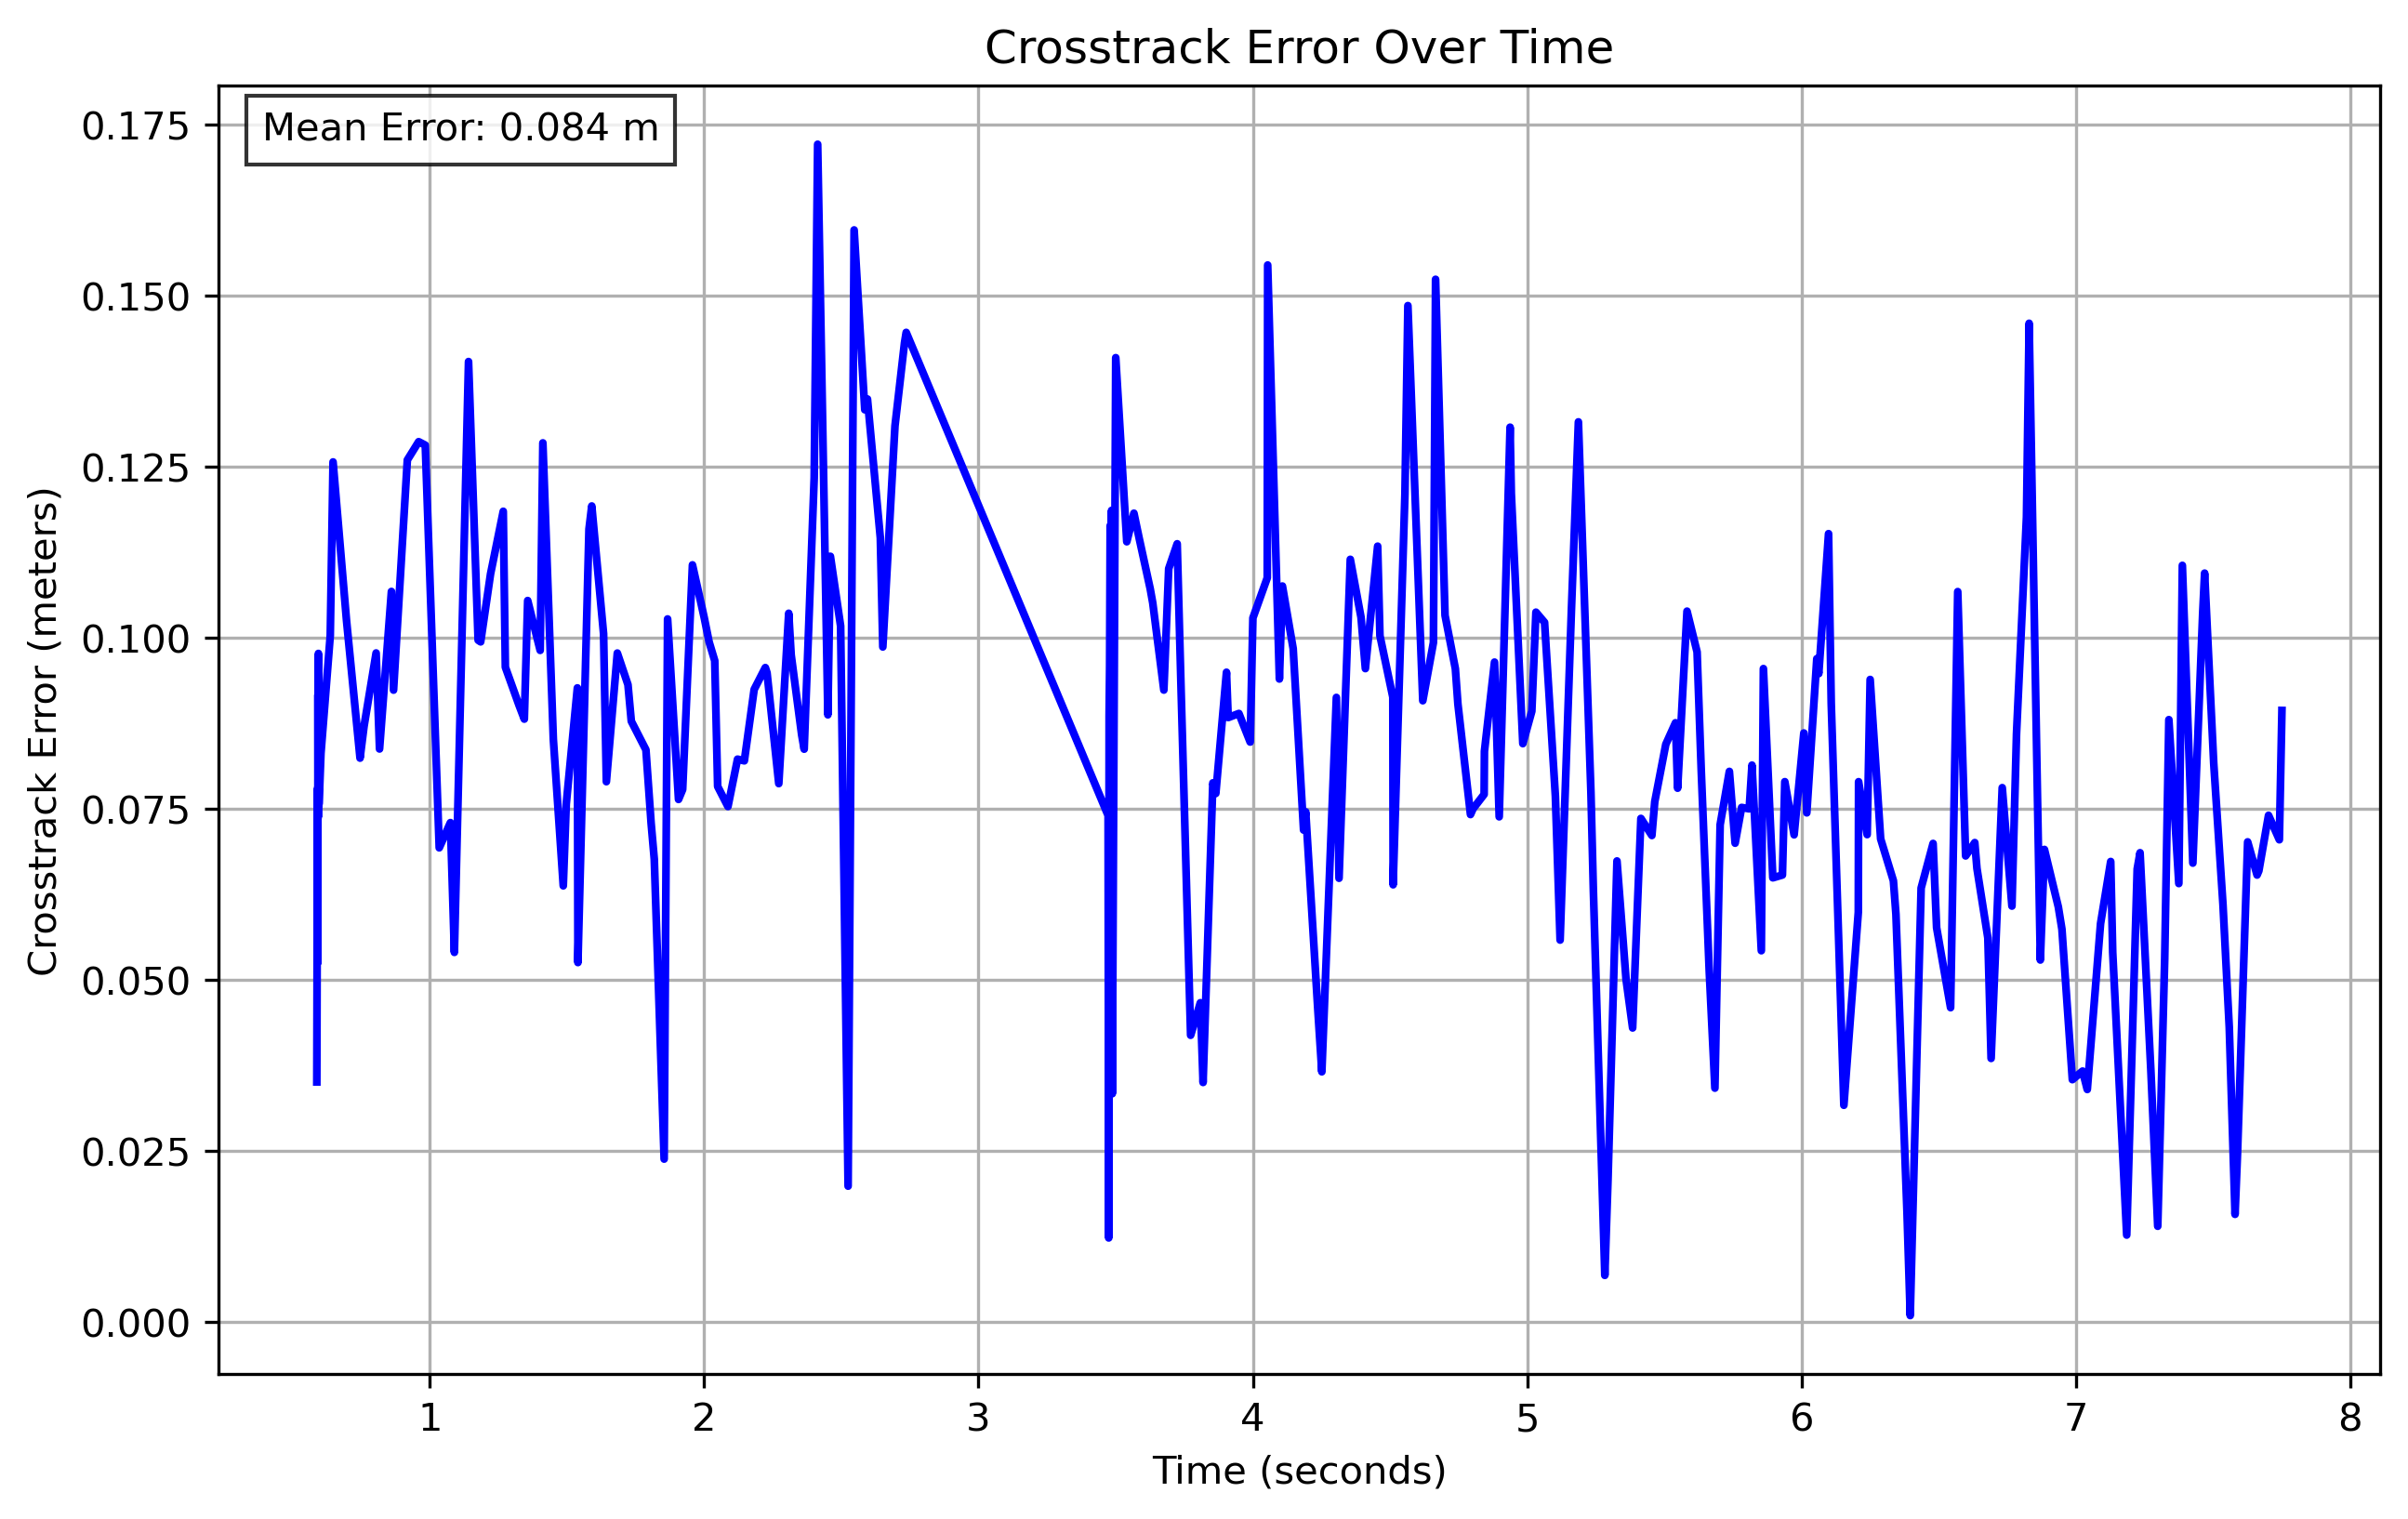 Crosstrack Error Over Time
Mean Error: 0.084 m
Crosstrack Error (meters)
0.175
0.150
0.125
0.100
0.075
0.050
0.025
0.000
1 2 3 4 5 6 7 8
Time (seconds)